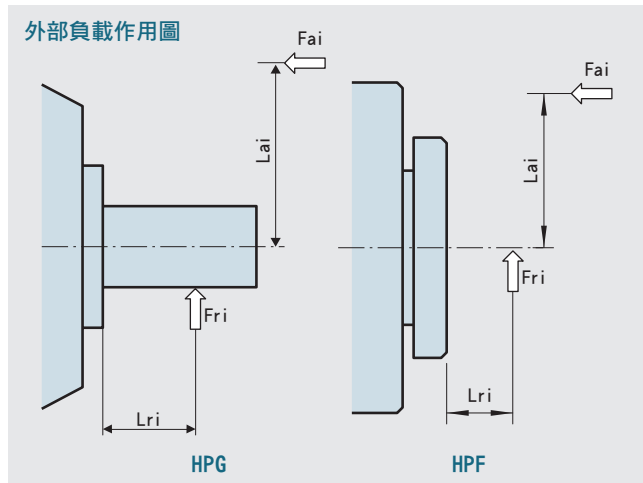 外部負載作用圖
Fai
Lai
Fri
Lri
HPG
Fai
Lai
Fri
Lri
HPF